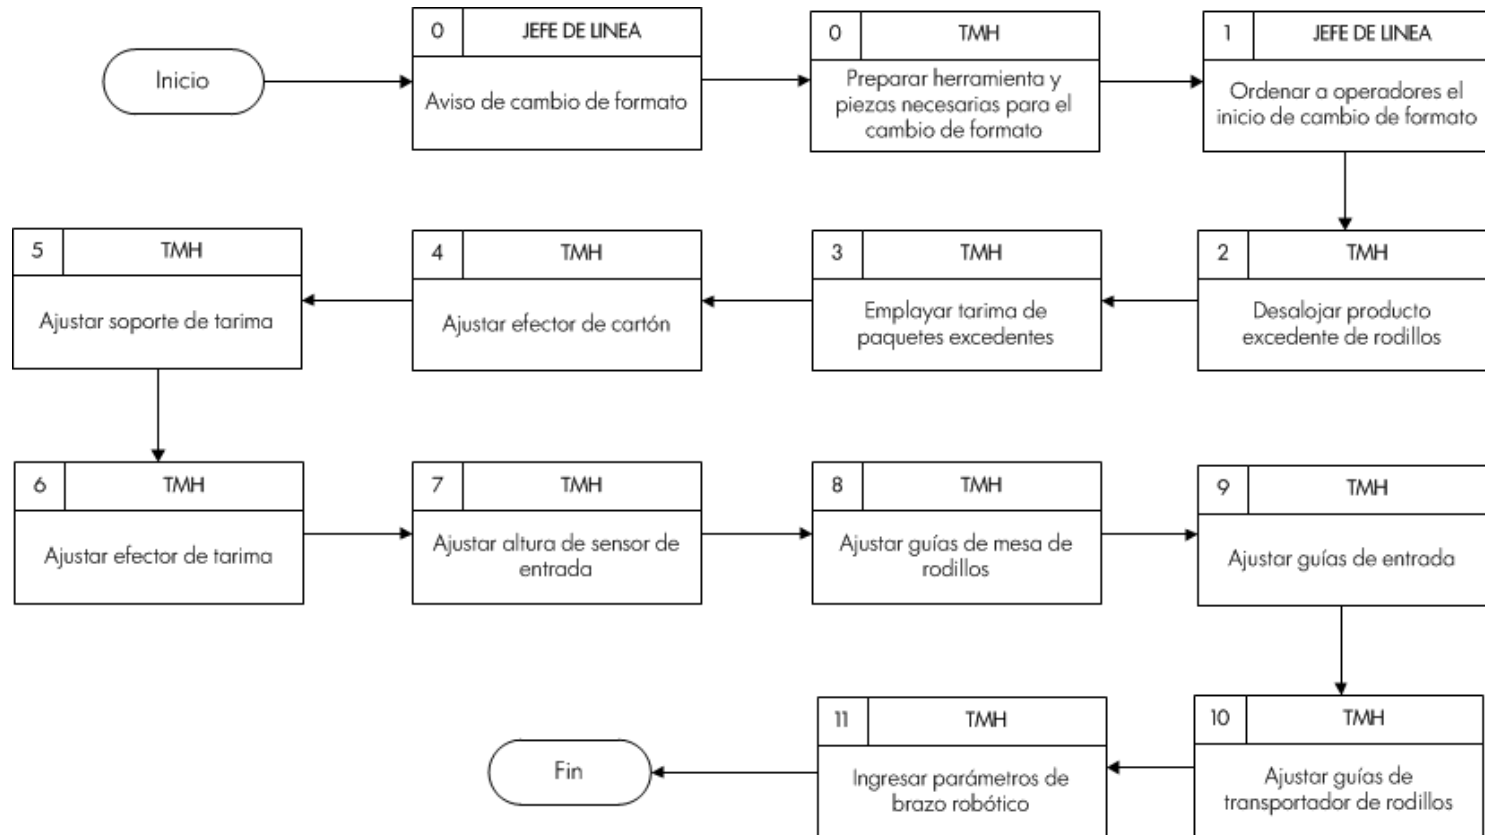 Inicio
0 JEFE DE LINEA
Aviso de cambio de formato
0 TMH
Preparar herramienta y
piezas necesarias para el
cambio de formato
1 JEFE DE LINEA
Ordenar a operadores el
inicio de cambio de formato
2 TMH
Desalojar producto
excedente de rodillos
3 TMH
Emplayar tarima de
paquetes excedentes
4 TMH
Ajustar efector de cartón
5 TMH
Ajustar soporte de tarima
6 TMH
Ajustar efector de tarima
7 TMH
Ajustar altura de sensor de
entrada
8 TMH
Ajustar guías de mesa de
rodillos
9 TMH
Ajustar guías de entrada
10 TMH
Ajustar guías de
transportador de rodillos
11 TMH
Ingresar parámetros de
brazo robótico
Fin